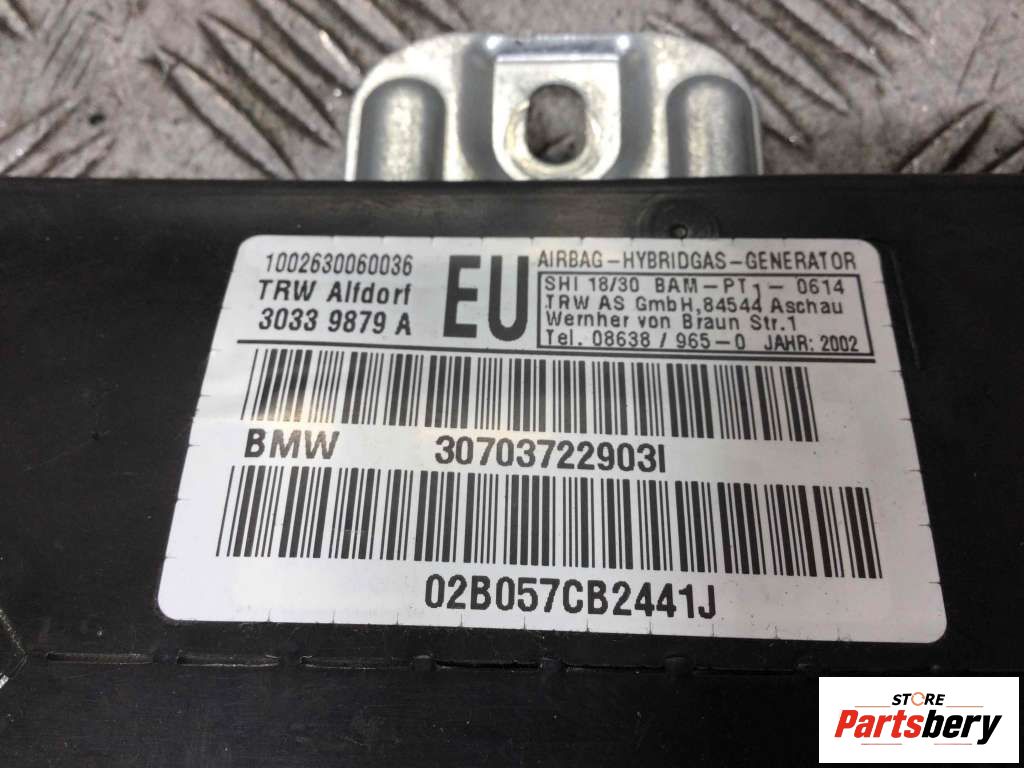 1002630060036
TRW Alfdorf
3033 9879 A
EU
AIRBAG-HYBRIDGAS-GENERATOR
SHI 18/30 BAM-PT1-0614
TRW AS GmbH,84544 Aschau
Wernher von Braun Str.1
Tel. 08638 / 965-0 JAHR: 2002
BMW 30703722903I
02B057CB2441J
STORE
Partsbery